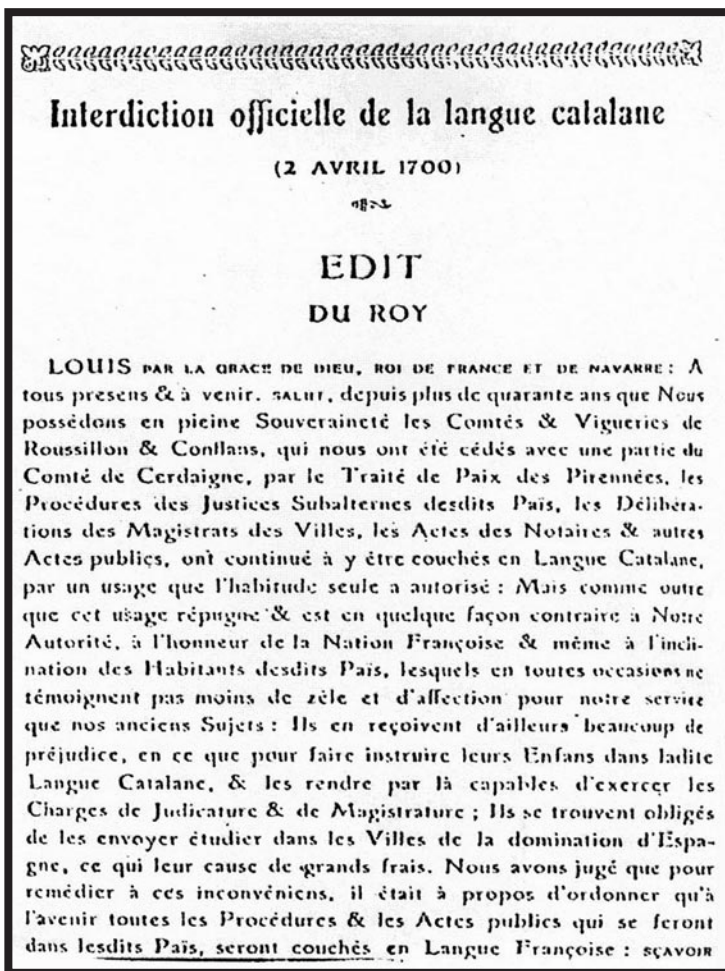 Interdiction officielle de la langue catalane
(2 AVRIL 1700)
EDIT
DU ROY
LOUIS PAR LA GRACE DE DIEU, ROI DE FRANCE ET DE NAVARRE : A
tous presens & à venir. SALUT, depuis plus de quarante ans que Nous
possédons en pleine Souveraineté les Comtés & Vigueries de
Roussillon & Conflans, qui nous ont été cédés avec une partie du
Comté de Cerdaigne, par le Traité de Paix des Pirennées, les
Procédures des Justices Subalternes desdits Païs, les Délibéra-
tions des Magistrats des Villes, les Actes des Notaires & autres
Actes publics, ont continué à y être couchés en Langue Catalane,
par un usage que l'habitude seule a autorisé : Mais comme outre
que cet usage répugne & est en quelque façon contraire à Notre
Autorité, à l'honneur de la Nation Françoise & même à l'incli-
nation des Habitants desdits Païs, lesquels en toutes occasions ne
témoignent pas moins de zèle et d'affection pour notre service
que nos anciens Sujets : Ils en reçoivent d'ailleurs beaucoup de
préjudice, en ce que pour faire instruire leurs Enfans dans ladite
Langue Catalane, & les rendre par là capables d'exercer les
Charges de Judicature & de Magistrature ; Ils se trouvent obligés
de les envoyer étudier dans les Villes de la domination d'Espa-
gne, ce qui leur cause de grands frais. Nous avons jugé que pour
remédier à ces inconvéniens, il était à propos d'ordonner qu'à
l'avenir toutes les Procédures & les Actes publics qui se feront
dans lesdits Païs, seront couchés en Langue Françoise : SÇAVOIR